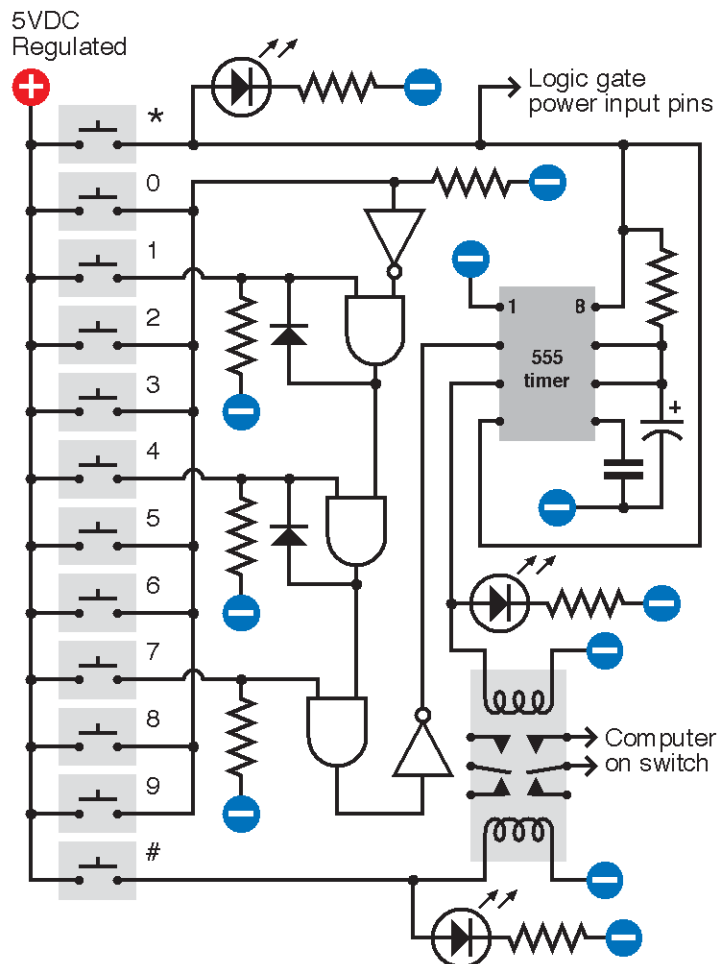 5VDC
Regulated
+
*
Logic gate
power input pins
0
1
2
3
4
5
6
7
8
9
#
1
8
555
timer
+
Computer
on switch